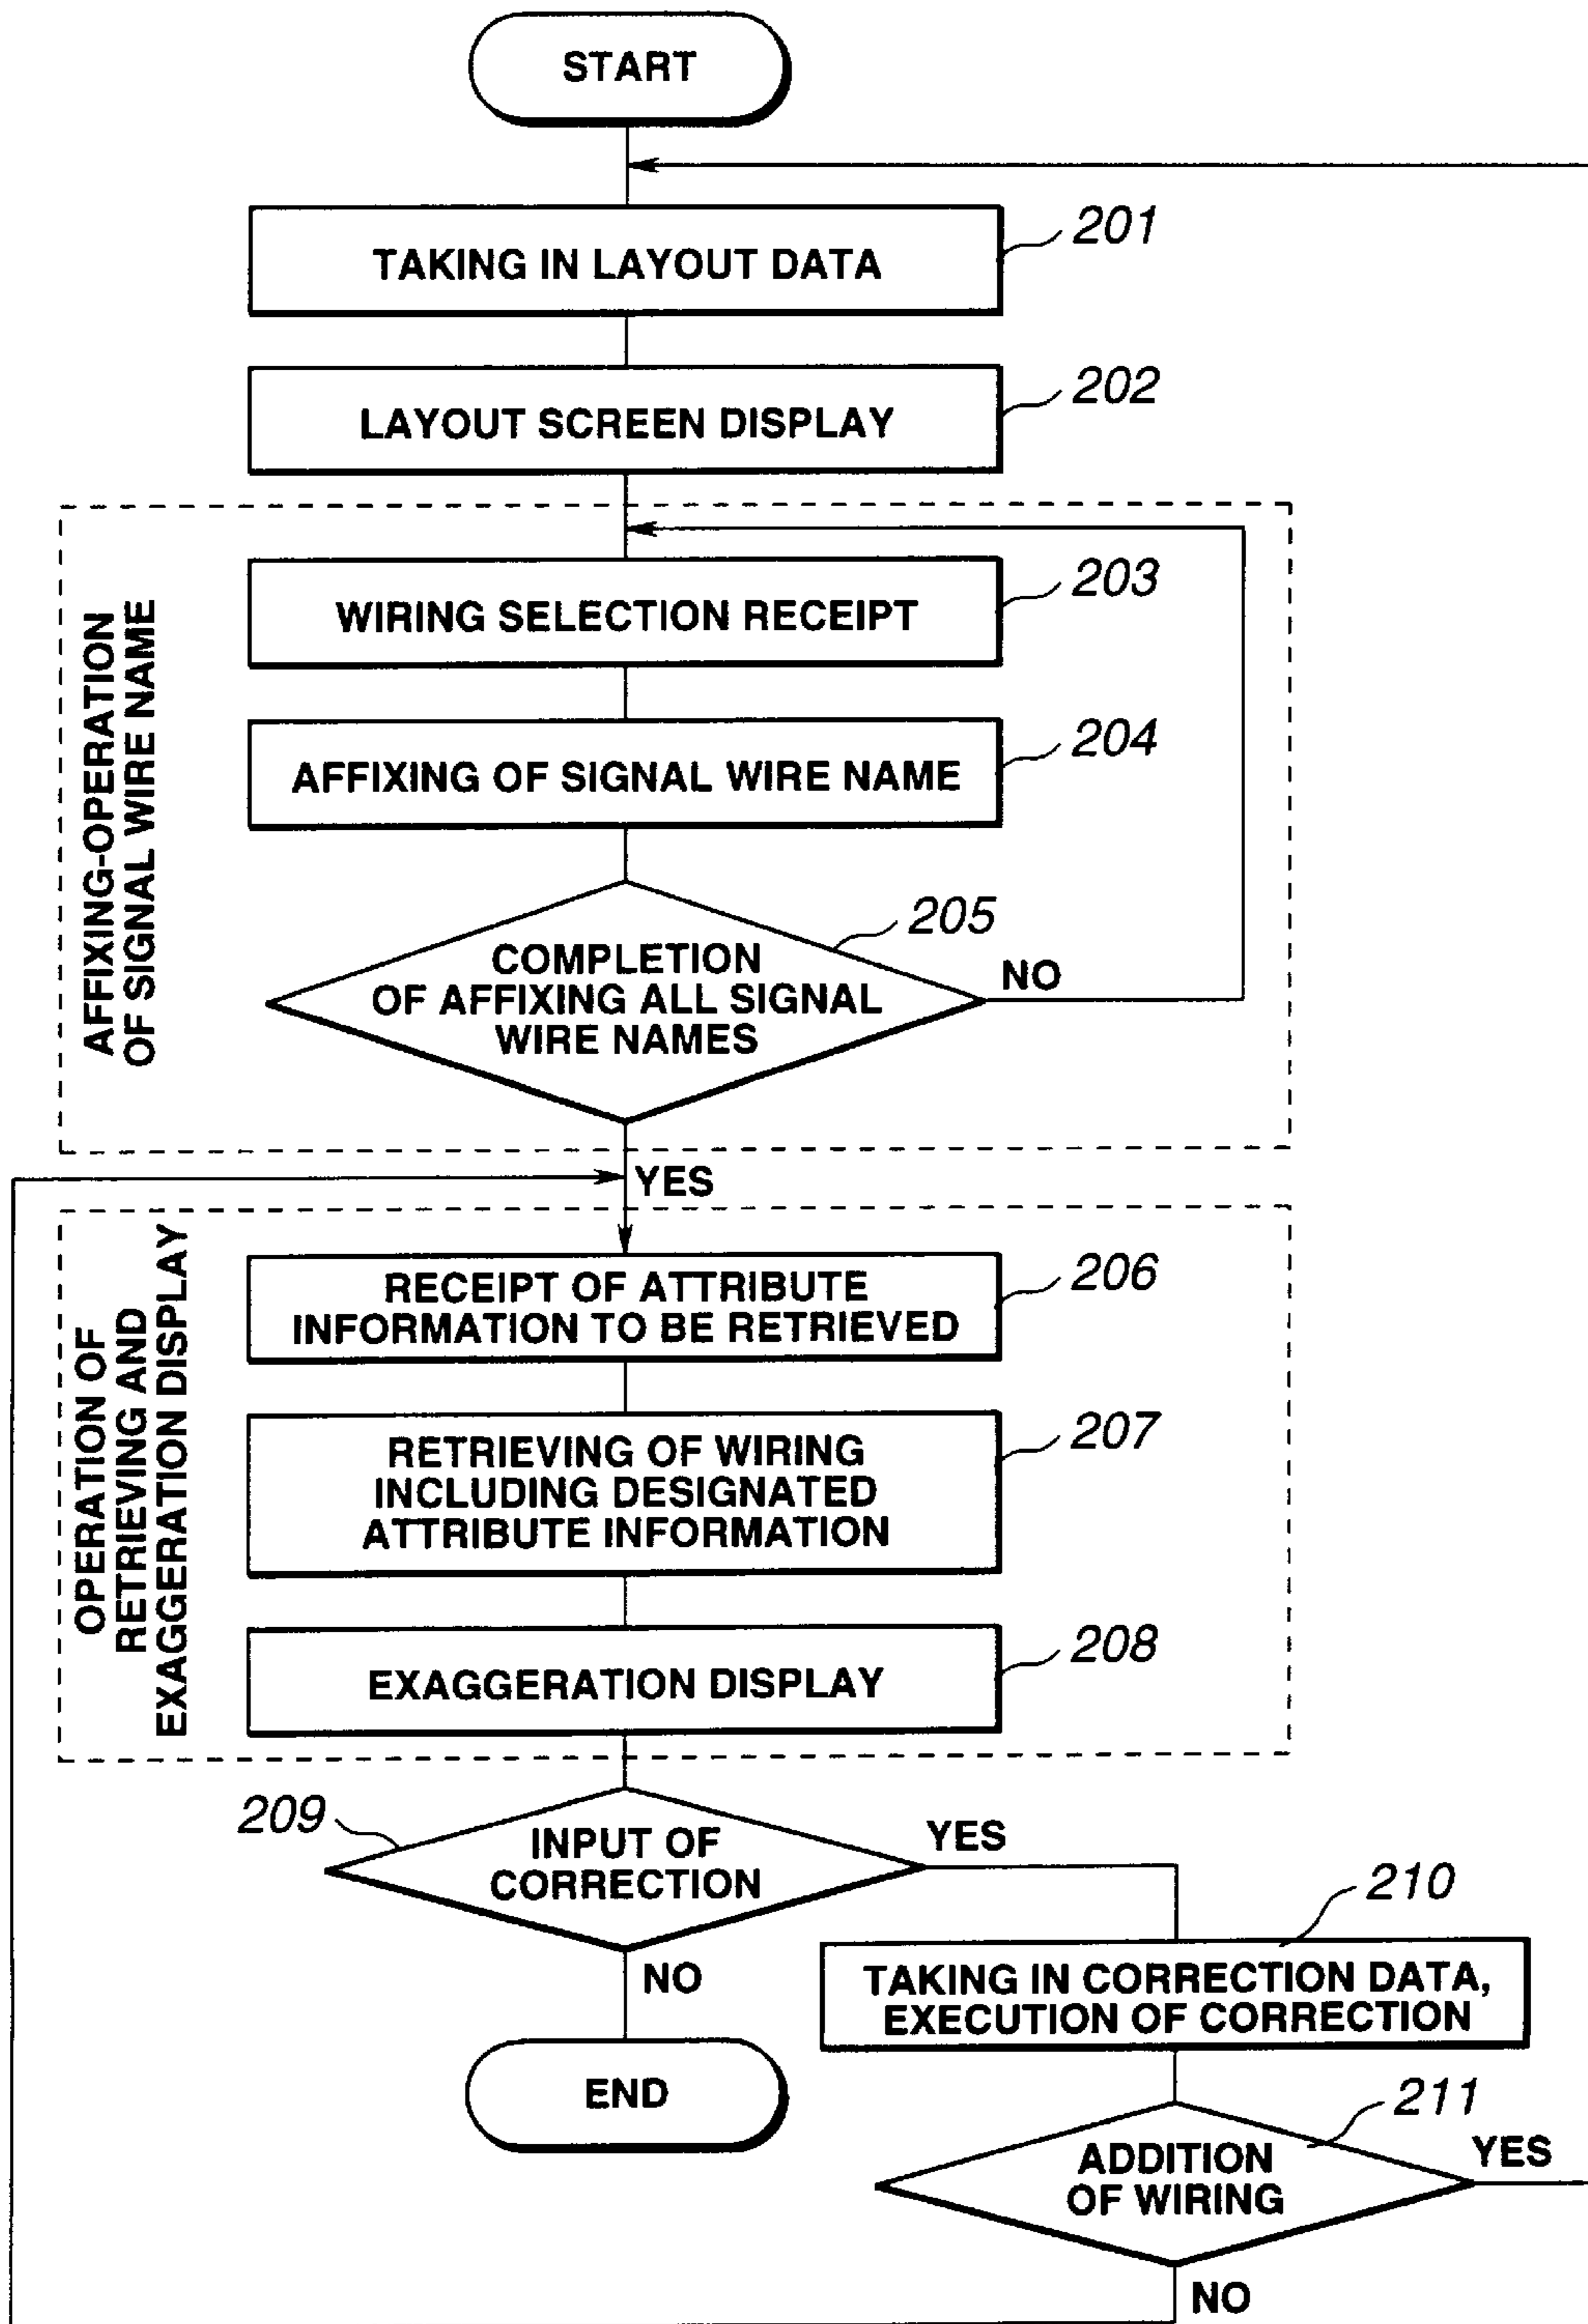 START
TAKING IN LAYOUT DATA
201
LAYOUT SCREEN DISPLAY
202
AFFIXING-OPERATION
OF SIGNAL WIRE NAME
WIRING SELECTION RECEIPT
203
AFFIXING OF SIGNAL WIRE NAME
204
COMPLETION
OF AFFIXING ALL SIGNAL
WIRE NAMES
205
NO
YES
OPERATION OF
RETRIEVING AND
EXAGGERATION DISPLAY
RECEIPT OF ATTRIBUTE
INFORMATION TO BE RETRIEVED
206
RETRIEVING OF WIRING
INCLUDING DESIGNATED
ATTRIBUTE INFORMATION
207
EXAGGERATION DISPLAY
208
209
INPUT OF
CORRECTION
YES
NO
210
TAKING IN CORRECTION DATA,
EXECUTION OF CORRECTION
END
211
ADDITION
OF WIRING
YES
NO